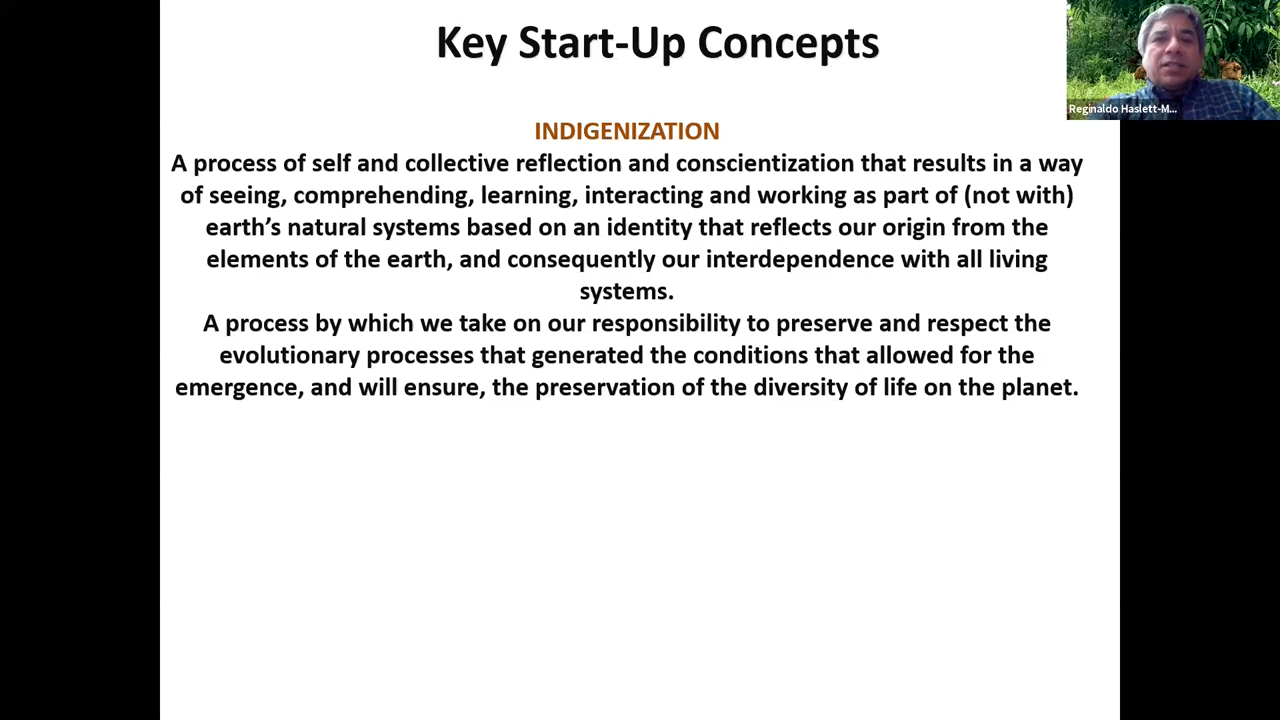 Key Start-Up Concepts
Reginaldo Haslett-M...
INDIGENIZATION
A process of self and collective reflection and conscientization that results in a way
of seeing, comprehending, learning, interacting and working as part of (not with)
earth’s natural systems based on an identity that reflects our origin from the
elements of the earth, and consequently our interdependence with all living
systems.
A process by which we take on our responsibility to preserve and respect the
evolutionary processes that generated the conditions that allowed for the
emergence, and will ensure, the preservation of the diversity of life on the planet.